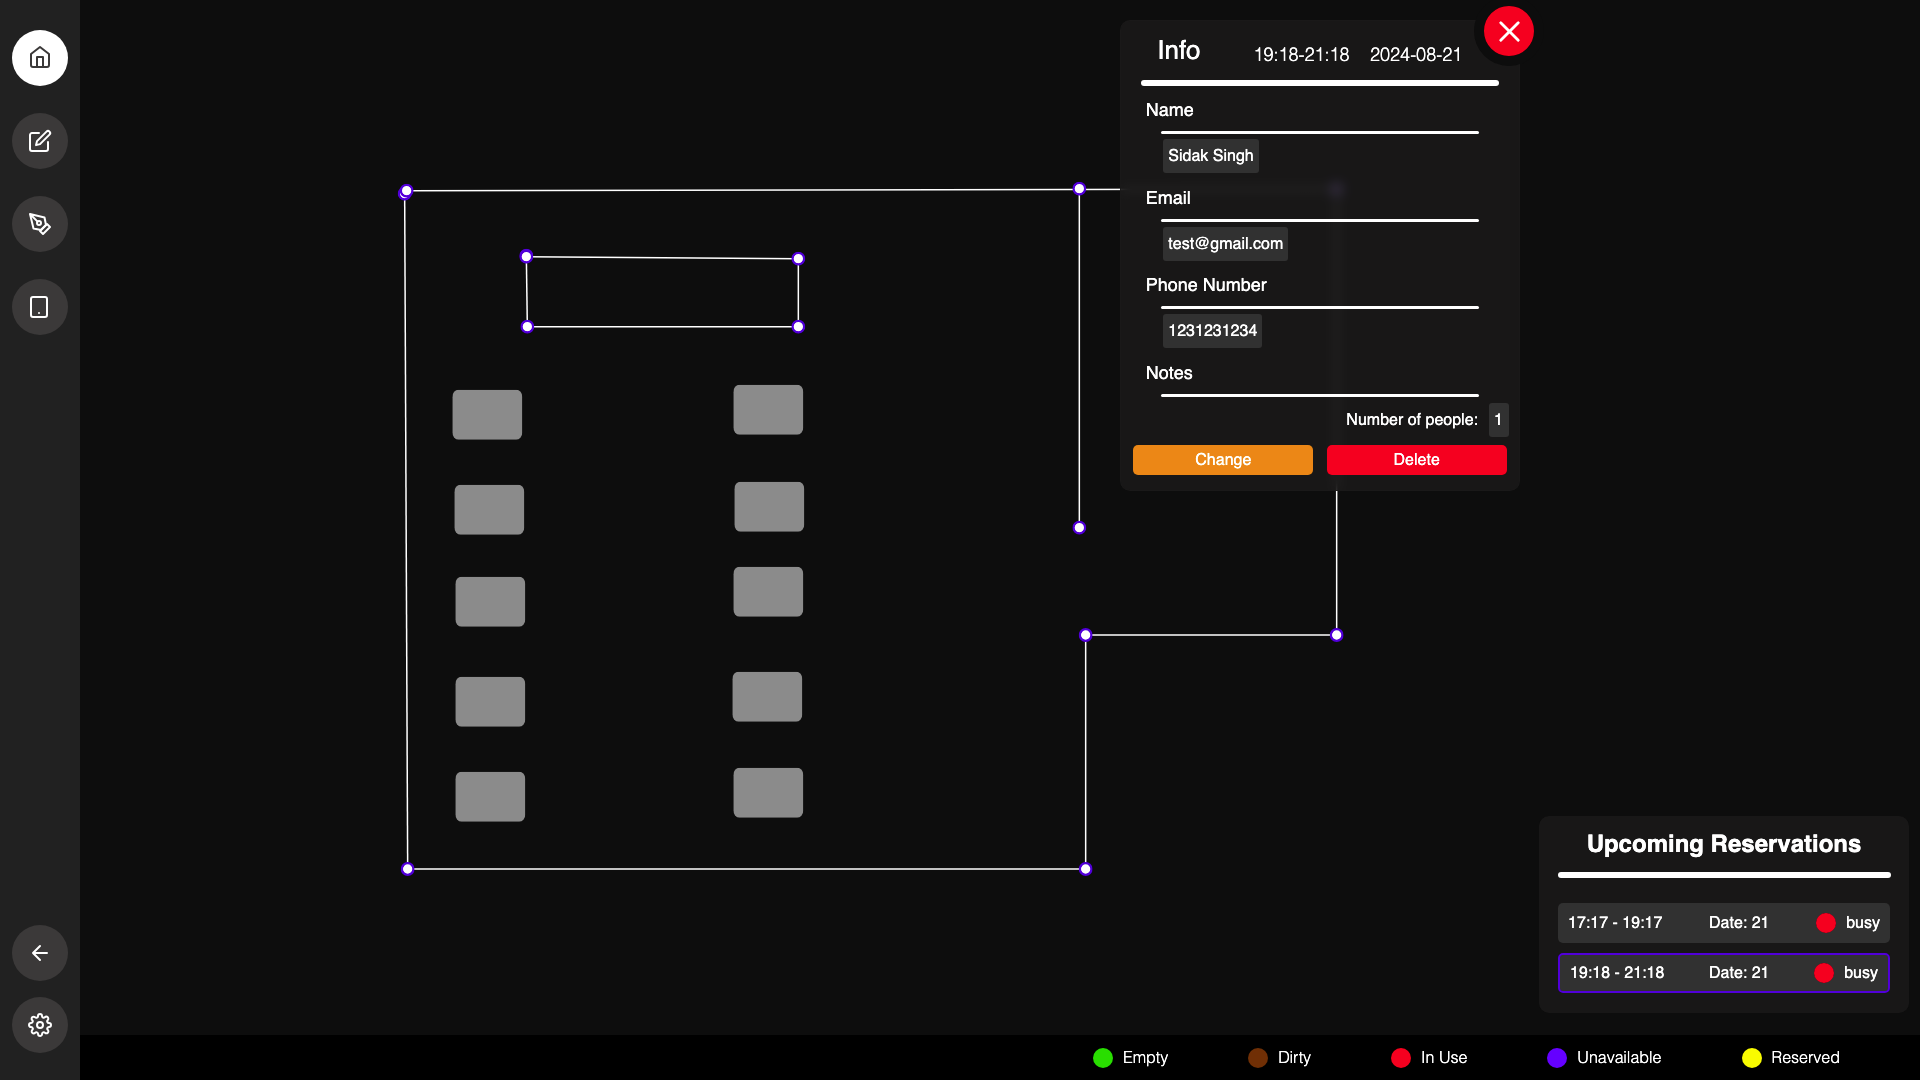 Info 19:18-21:18 2024-08-21
Name
Sidak Singh
Email
test@gmail.com
Phone Number
1231231234
Notes
Number of people: 1
Change Delete
Upcoming Reservations
17:17 - 19:17 Date: 21 busy
19:18 - 21:18 Date: 21 busy
Empty Dirty In Use Unavailable Reserved